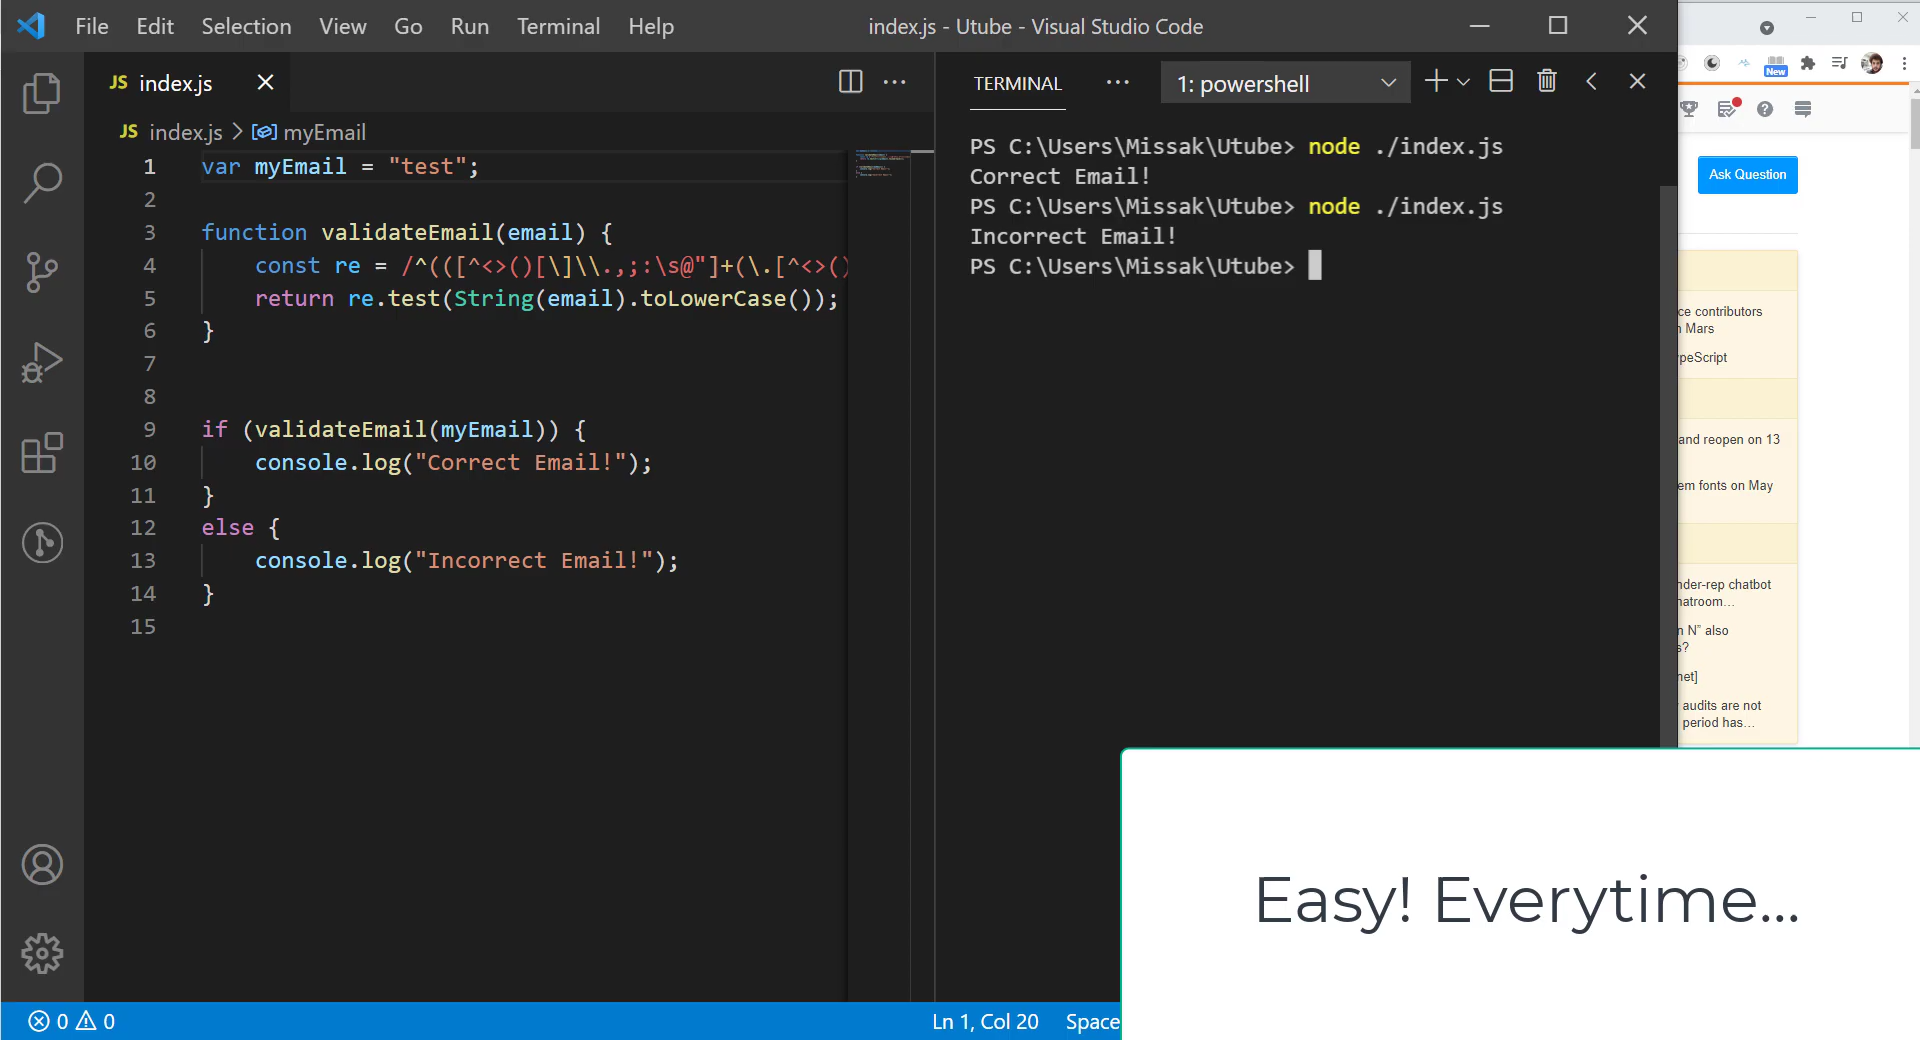 File Edit Selection View Go Run Terminal Help
index.js - Utube - Visual Studio Code
JS index.js
JS index.js > myEmail
1 var myEmail = "test";
2
3 function validateEmail(email) {
4 const re = /^(([^<>()[\]\\.,;:\s@"]+(\.[^<>()
5 return re.test(String(email).toLowerCase());
6 }
7
8
9 if (validateEmail(myEmail)) {
10 console.log("Correct Email!");
11 }
12 else {
13 console.log("Incorrect Email!");
14 }
15
TERMINAL
1: powershell
PS C:\Users\Missak\Utube> node ./index.js
Correct Email!
PS C:\Users\Missak\Utube> node ./index.js
Incorrect Email!
PS C:\Users\Missak\Utube>
New
Ask Question
ce contributors
Mars
peScript
and reopen on 13
em fonts on May
nder-rep chatbot
hatroom…
n N” also
s?
net]
audits are not
period has…
Easy! Everytime...
0 0
Ln 1, Col 20 Space